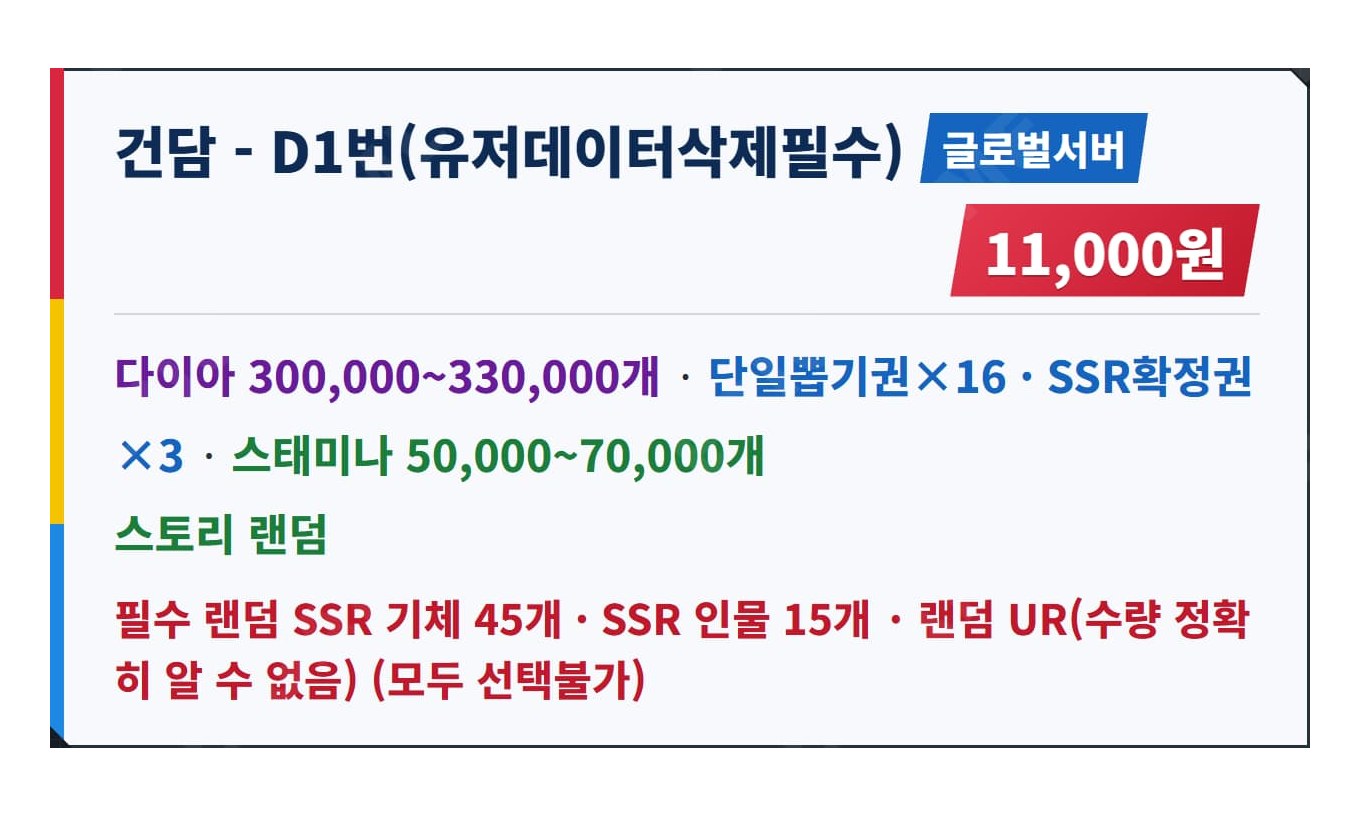 건담 - D1번(유저데이터삭제필수) 글로벌서버
11,000원
다이아 300,000~330,000개 · 단일뽑기권×16 · SSR확정권
×3 · 스태미나 50,000~70,000개
스토리 랜덤
필수 랜덤 SSR 기체 45개 · SSR 인물 15개 · 랜덤 UR(수량 정확
히 알 수 없음) (모두 선택불가)